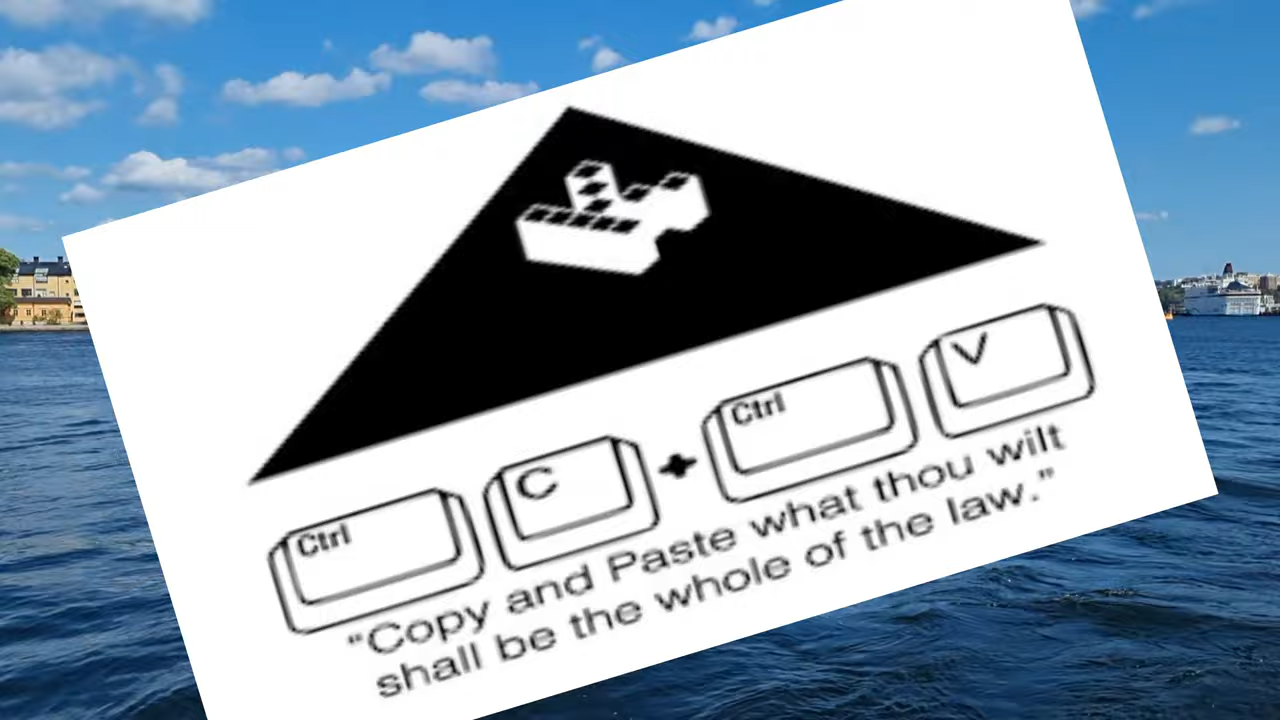 Ctrl C + Ctrl V
“Copy and Paste what thou wilt
shall be the whole of the law.”